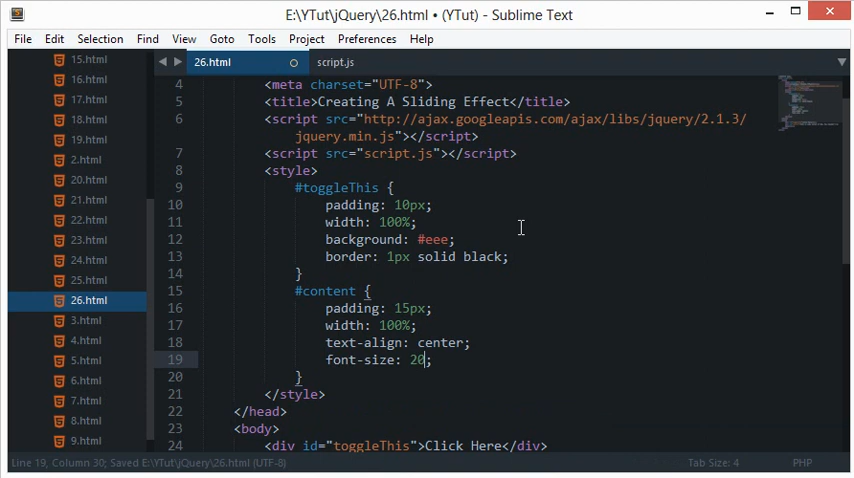 E:\YTut\jQuery\26.html • (YTut) - Sublime Text
File Edit Selection Find View Goto Tools Project Preferences Help
15.html
16.html
17.html
18.html
19.html
2.html
20.html
21.html
22.html
23.html
24.html
25.html
26.html
3.html
4.html
5.html
6.html
7.html
8.html
9.html
26.html script.js
4 <meta charset="UTF-8">
5 <title>Creating A Sliding Effect</title>
6 <script src="http://ajax.googleapis.com/ajax/libs/jquery/2.1.3/
jquery.min.js"></script>
7 <script src="script.js"></script>
8 <style>
9 #toggleThis {
10 padding: 10px;
11 width: 100%;
12 background: #eee;
13 border: 1px solid black;
14 }
15 #content {
16 padding: 15px;
17 width: 100%;
18 text-align: center;
19 font-size: 20;
20 }
21 </style>
22 </head>
23 <body>
24 <div id="toggleThis">Click Here</div>
Line 19, Column 30; Saved E:\YTut\jQuery\26.html (UTF-8) Tab Size: 4 PHP